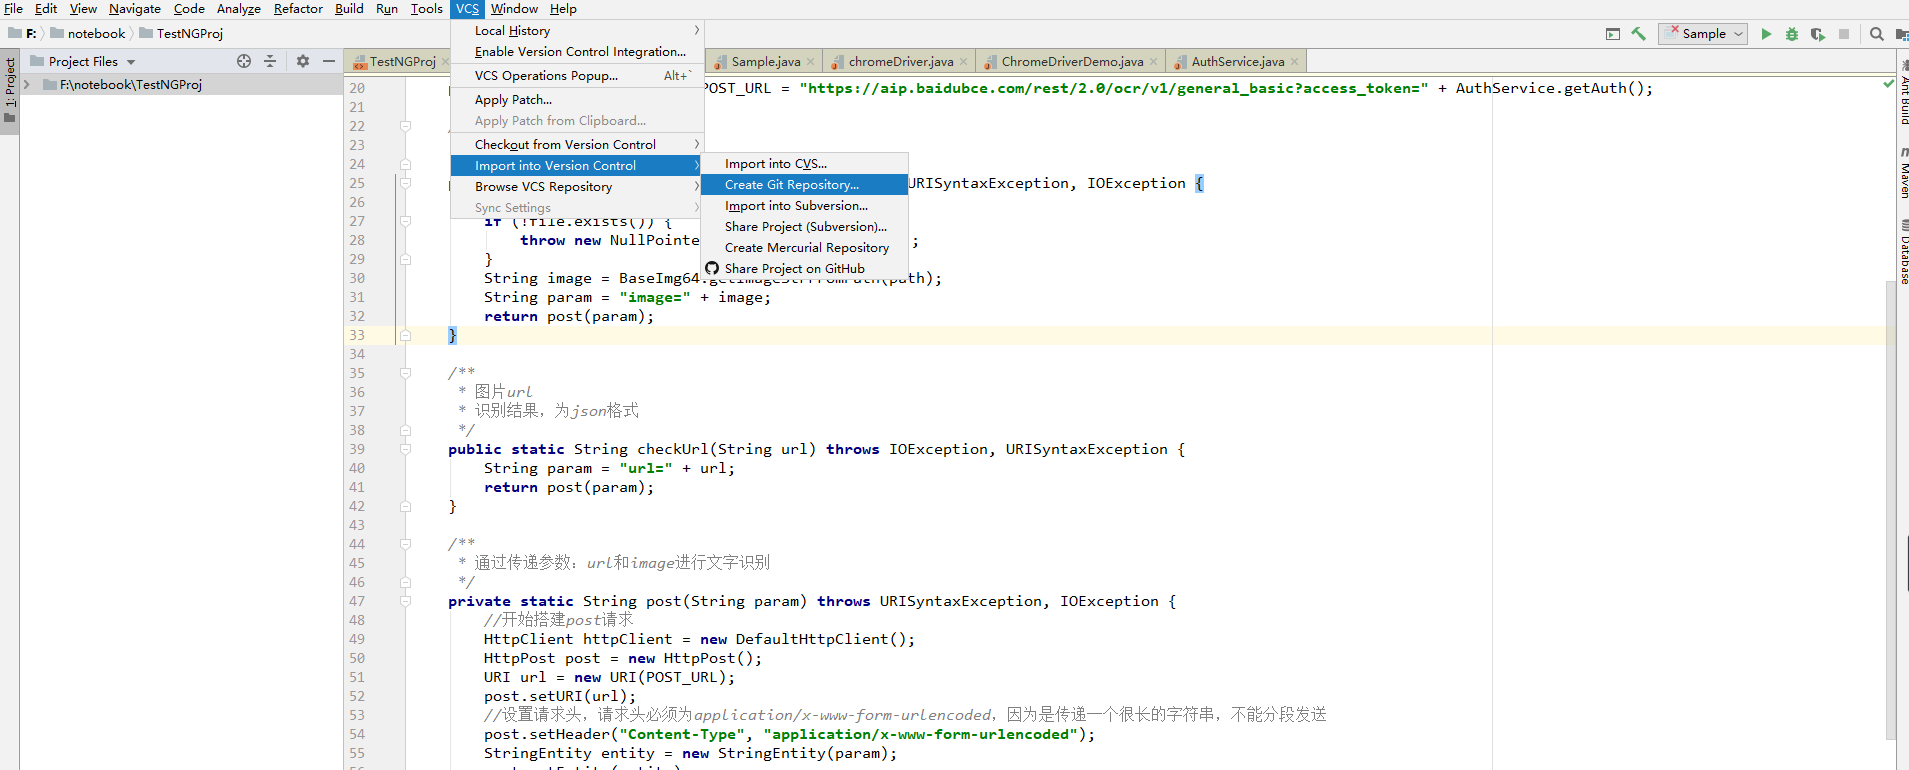 File Edit View Navigate Code Analyze Refactor Build Run Tools VCS Window Help
F: notebook TestNGProj
Sample
1: Project
Project Files
F:\notebook\TestNGProj
TestNGProj
Sample.java
chromeDriver.java
ChromeDriverDemo.java
AuthService.java
Local History
Enable Version Control Integration...
VCS Operations Popup... Alt+`
Apply Patch...
Apply Patch from Clipboard...
Checkout from Version Control
Import into Version Control
Browse VCS Repository
Sync Settings
Import into CVS...
Create Git Repository...
Import into Subversion...
Share Project (Subversion)...
Create Mercurial Repository
Share Project on GitHub
20 POST_URL = "https://aip.baidubce.com/rest/2.0/ocr/v1/general_basic?access_token=" + AuthService.getAuth();
21
22
23
24
25 URISyntaxException, IOException {
26
27 if (!file.exists()) {
28 throw new NullPointe ;
29 }
30 String image = BaseImg64.getImageStrFromPath(path);
31 String param = "image=" + image;
32 return post(param);
33 }
34
35 /**
36 * 图片url
37 * 识别结果，为json格式
38 */
39 public static String checkUrl(String url) throws IOException, URISyntaxException {
40 String param = "url=" + url;
41 return post(param);
42 }
43
44 /**
45 * 通过传递参数：url和image进行文字识别
46 */
47 private static String post(String param) throws URISyntaxException, IOException {
48 //开始搭建post请求
49 HttpClient httpClient = new DefaultHttpClient();
50 HttpPost post = new HttpPost();
51 URI url = new URI(POST_URL);
52 post.setURI(url);
53 //设置请求头，请求头必须为application/x-www-form-urlencoded，因为是传递一个很长的字符串，不能分段发送
54 post.setHeader("Content-Type", "application/x-www-form-urlencoded");
55 StringEntity entity = new StringEntity(param);
Ant Build
Maven
Database